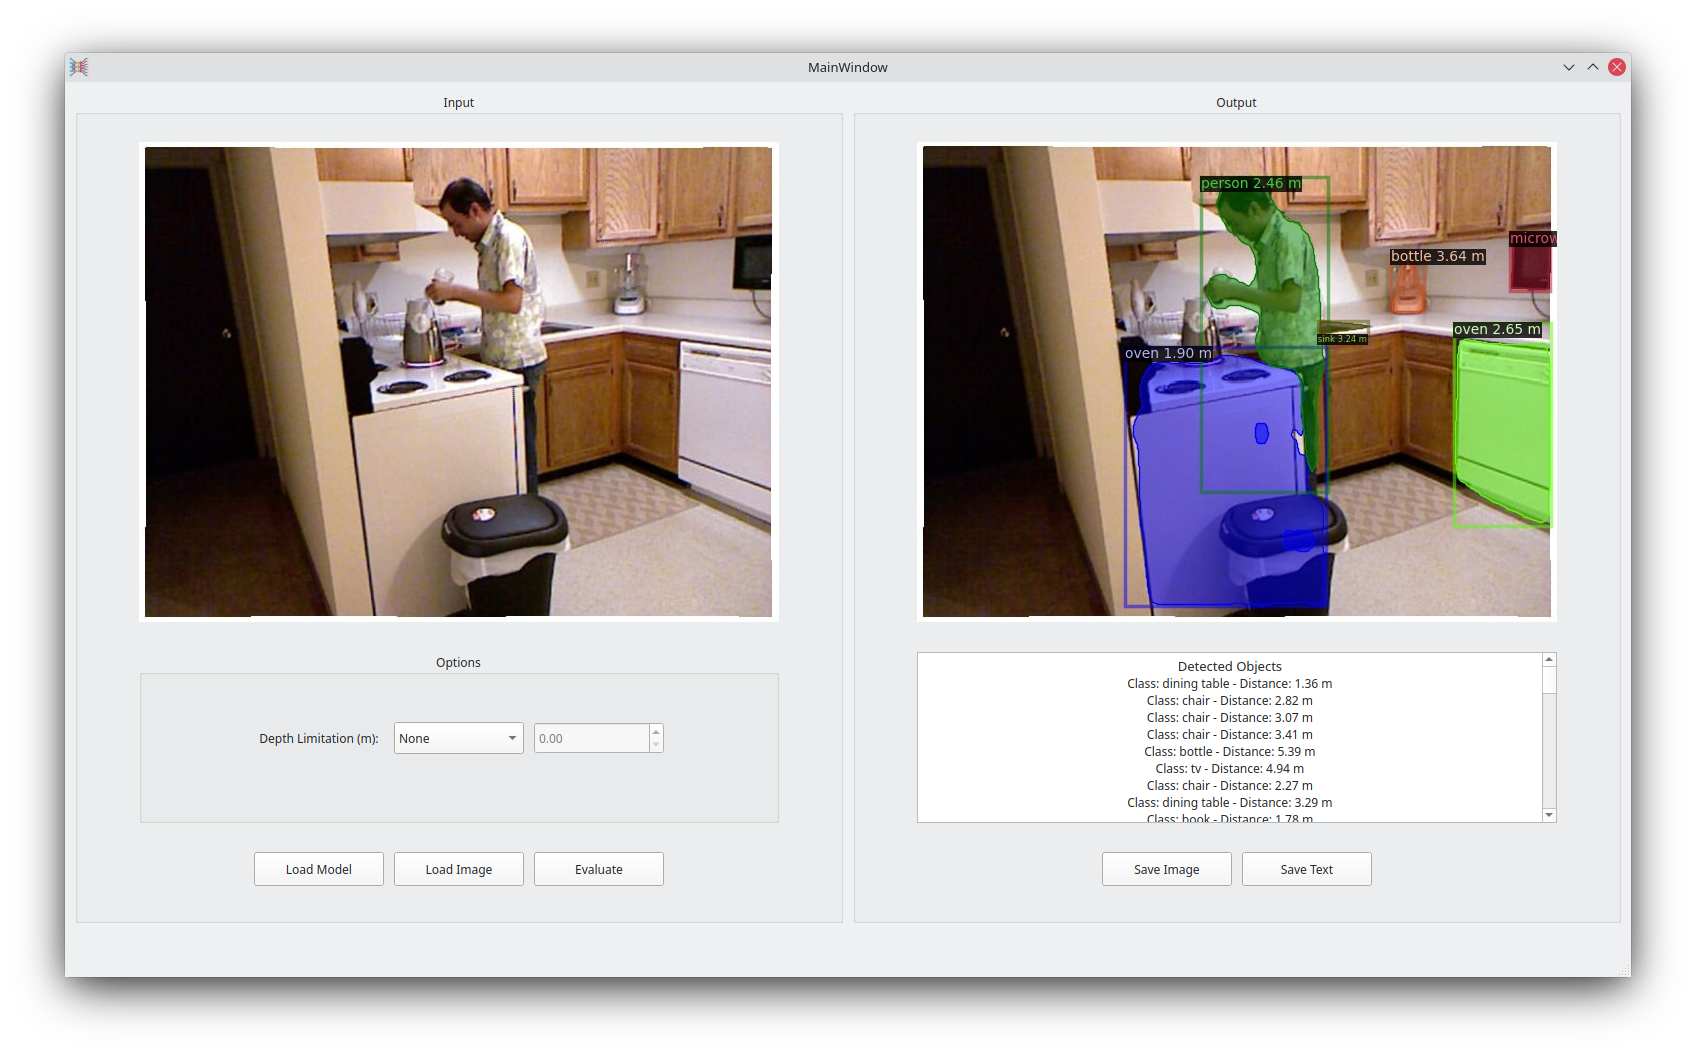 MainWindow
Input
Output
person 2.46 m
microw
bottle 3.64 m
oven 2.65 m
sink 3.24 m
oven 1.90 m
Options
Depth Limitation (m):
None
0.00
Detected Objects
Class: dining table - Distance: 1.36 m
Class: chair - Distance: 2.82 m
Class: chair - Distance: 3.07 m
Class: chair - Distance: 3.41 m
Class: bottle - Distance: 5.39 m
Class: tv - Distance: 4.94 m
Class: chair - Distance: 2.27 m
Class: dining table - Distance: 3.29 m
Class: book - Distance: 1.78 m
Load Model
Load Image
Evaluate
Save Image
Save Text